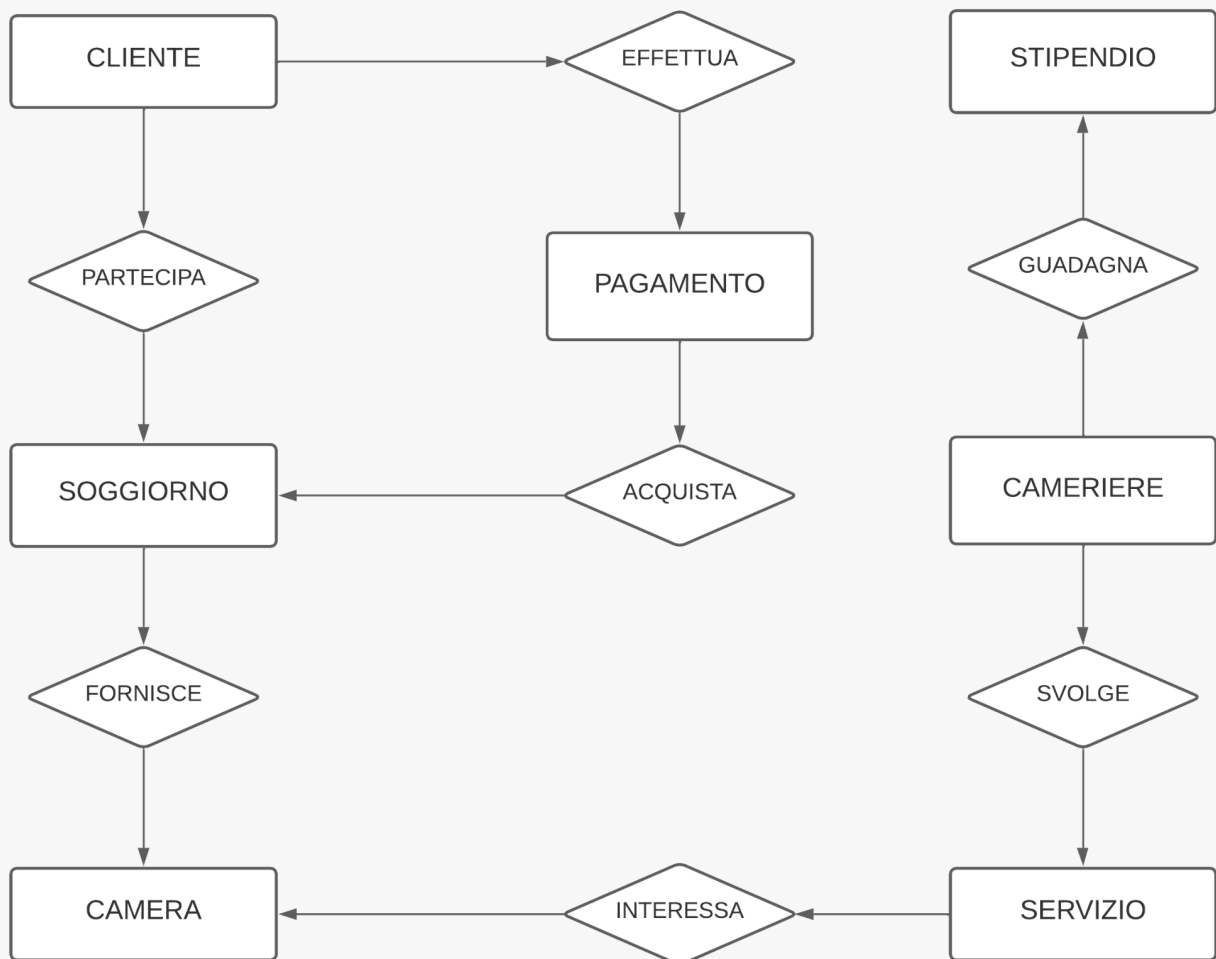 CLIENTE
EFFETTUA
STIPENDIO
PARTECIPA
PAGAMENTO
GUADAGNA
SOGGIORNO
ACQUISTA
CAMERIERE
FORNISCE
SVOLGE
CAMERA
INTERESSA
SERVIZIO